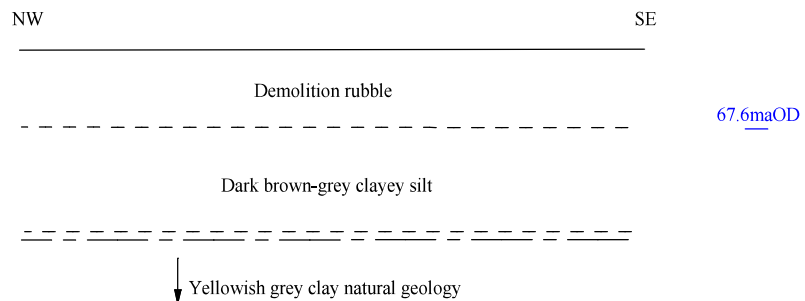 NW SE
Demolition rubble
67.6maOD
Dark brown-grey clayey silt
Yellowish grey clay natural geology